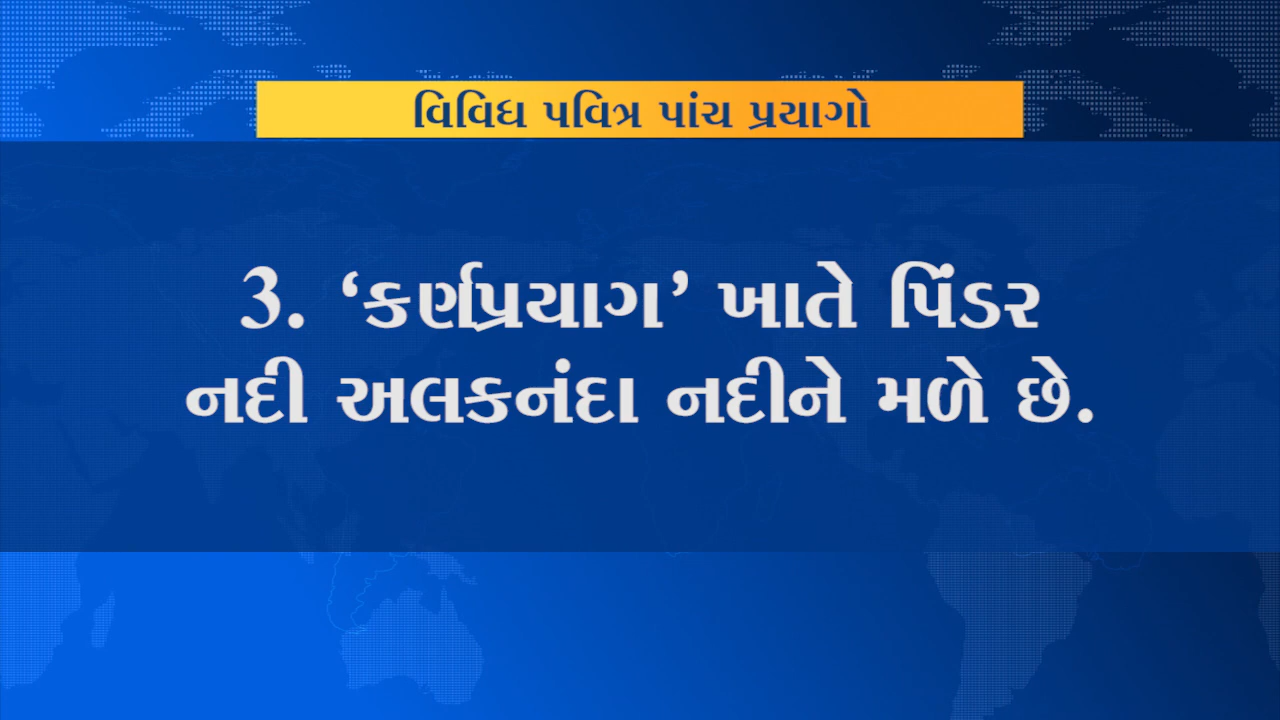 વિવિધ પવિત્ર પાંચ પ્રયાગો
3. ‘કર્ણપ્રયાગ’ ખાતે પિંડર
નદી અલકનંદા નદીને મળે છે.